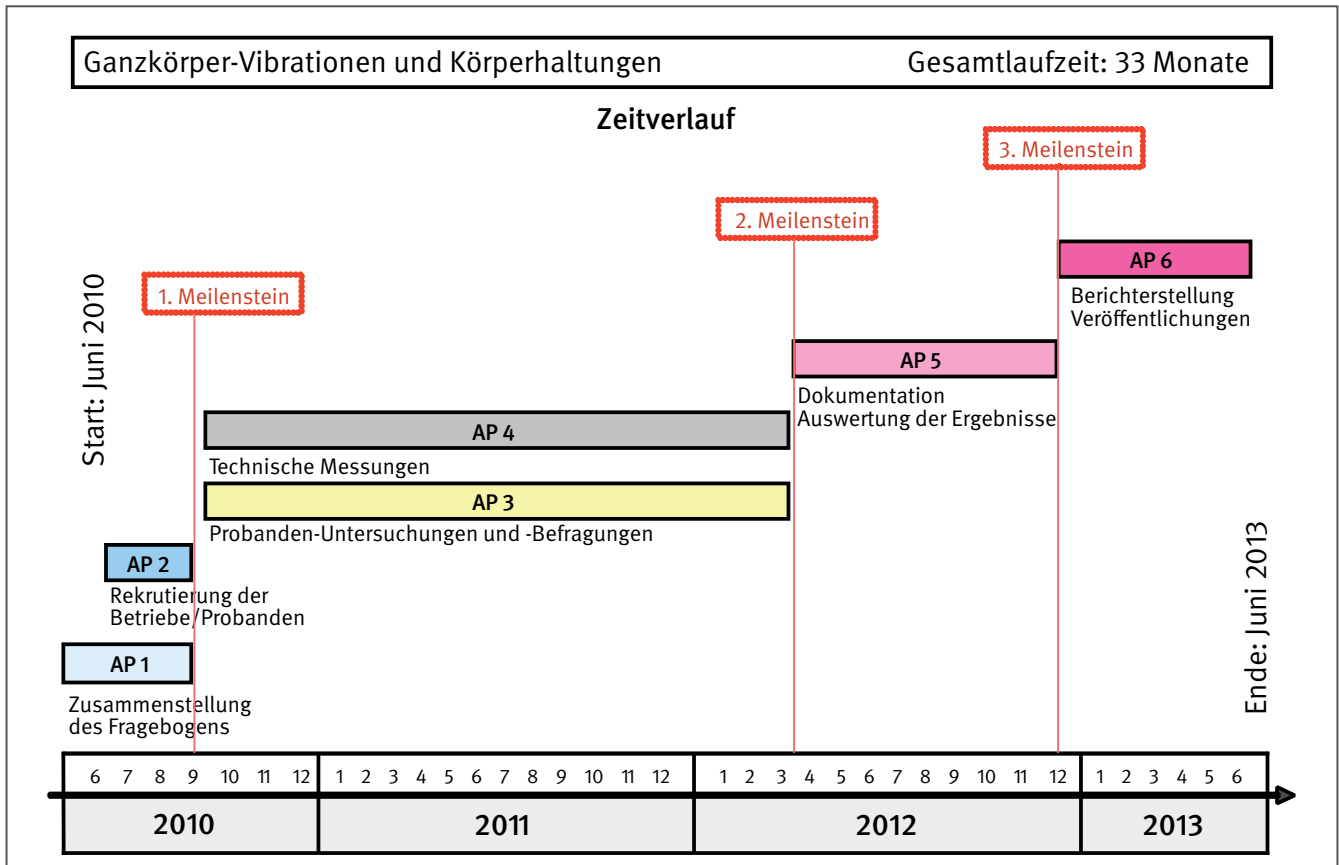 Ganzkörper-Vibrationen und Körperhaltungen Gesamtlaufzeit: 33 Monate
Zeitverlauf
3. Meilenstein
2. Meilenstein
1. Meilenstein
Start: Juni 2010
AP 6
Berichterstellung
Veröffentlichungen
AP 5
Dokumentation
Auswertung der Ergebnisse
AP 4
Technische Messungen
AP 3
Probanden-Untersuchungen und -Befragungen
AP 2
Rekrutierung der
Betriebe/Probanden
AP 1
Zusammenstellung
des Fragebogens
Ende: Juni 2013
6 7 8 9 10 11 12 1 2 3 4 5 6 7 8 9 10 11 12 1 2 3 4 5 6 7 8 9 10 11 12 1 2 3 4 5 6
2010 2011 2012 2013